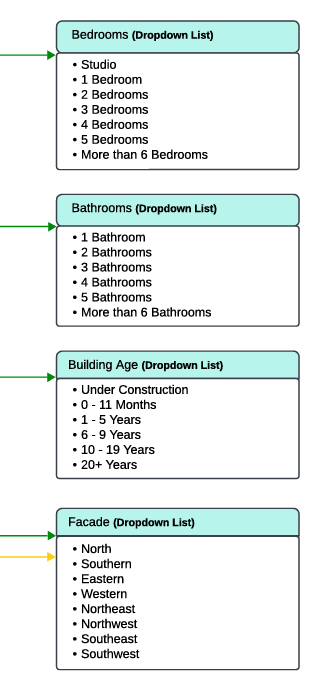 Bedrooms (Dropdown List)
• Studio
• 1 Bedroom
• 2 Bedrooms
• 3 Bedrooms
• 4 Bedrooms
• 5 Bedrooms
• More than 6 Bedrooms
Bathrooms (Dropdown List)
• 1 Bathroom
• 2 Bathrooms
• 3 Bathrooms
• 4 Bathrooms
• 5 Bathrooms
• More than 6 Bathrooms
Building Age (Dropdown List)
• Under Construction
• 0 - 11 Months
• 1 - 5 Years
• 6 - 9 Years
• 10 - 19 Years
• 20+ Years
Facade (Dropdown List)
• North
• Southern
• Eastern
• Western
• Northeast
• Northwest
• Southeast
• Southwest